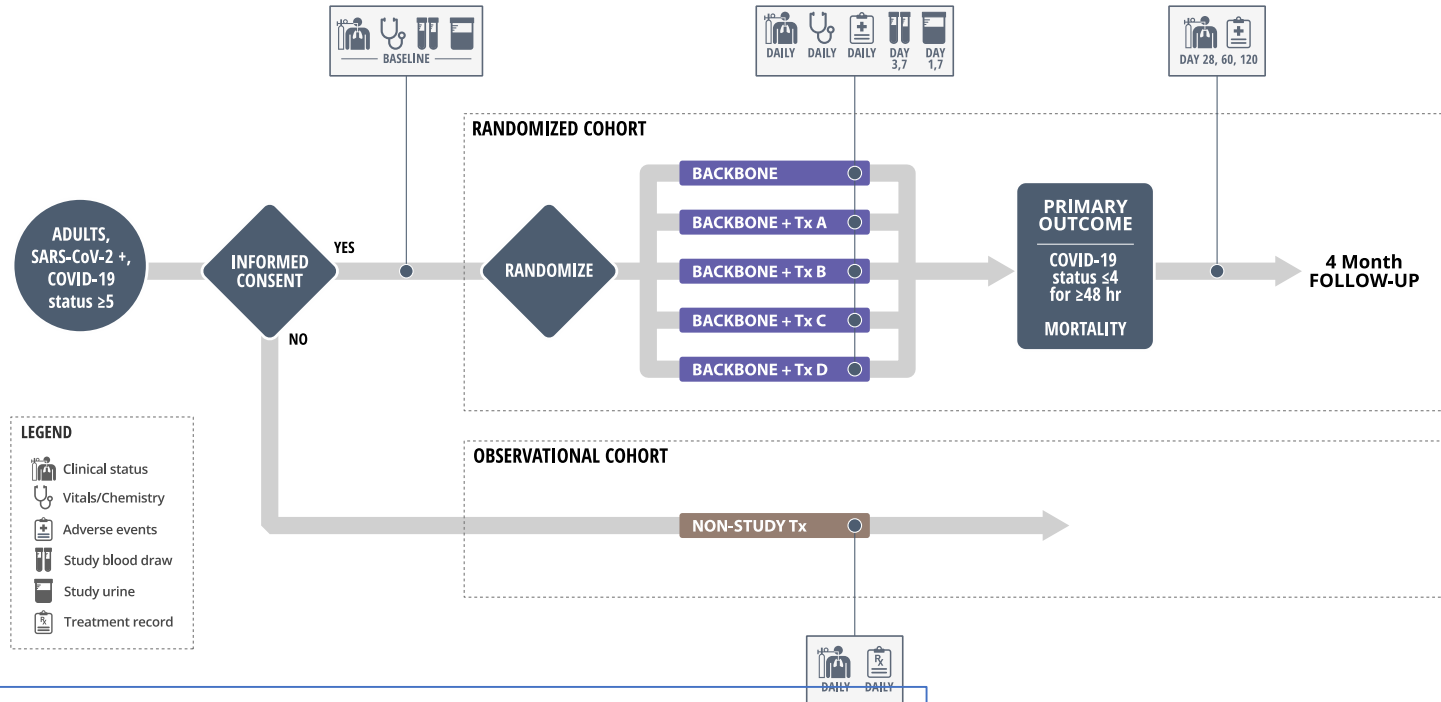 BASELINE
DAILY DAILY DAILY DAY 3,7 DAY 1,7
DAY 28, 60, 120
RANDOMIZED COHORT
ADULTS,
SARS-CoV-2 +,
COVID-19
status ≥5
INFORMED
CONSENT
YES
NO
RANDOMIZE
BACKBONE
BACKBONE + Tx A
BACKBONE + Tx B
BACKBONE + Tx C
BACKBONE + Tx D
PRIMARY
OUTCOME
COVID-19
status ≤4
for ≥48 hr
MORTALITY
4 Month
FOLLOW-UP
LEGEND
Clinical status
Vitals/Chemistry
Adverse events
Study blood draw
Study urine
Rx Treatment record
OBSERVATIONAL COHORT
NON-STUDY Tx
Rx
DAILY DAILY